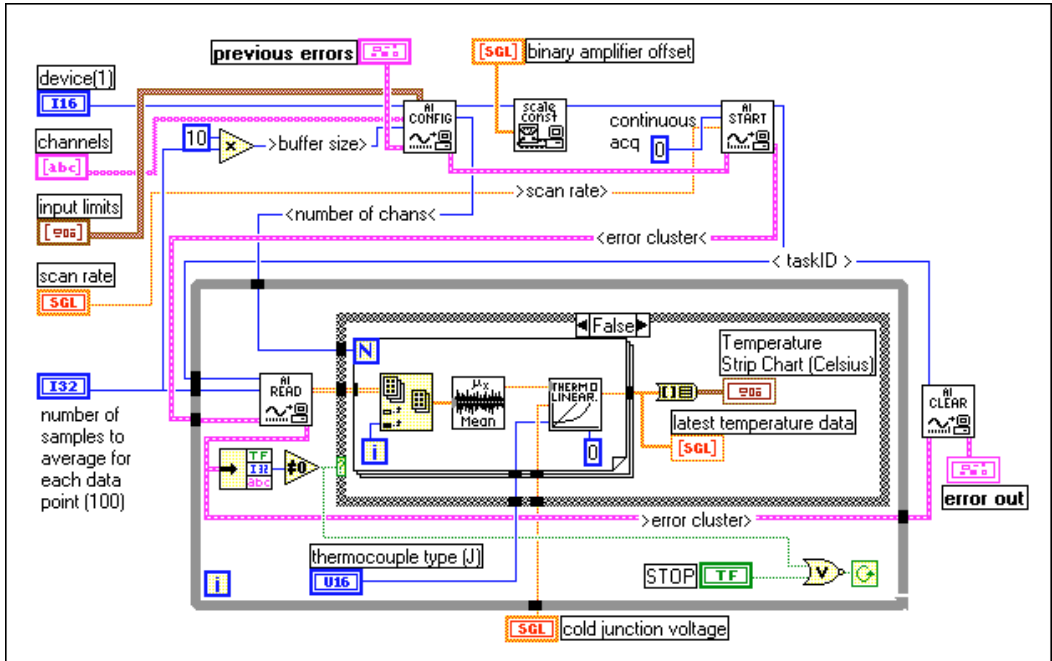 previous errors
[SGL] binary amplifier offset
device(1)
I16
AI
CONFIG
scale
const
continuous
acq
0
AI
START
channels
[abc]
10
x
>buffer size>
>scan rate>
input limits
<number of chans<
<error cluster<
< taskID >
scan rate
SGL
False
Temperature
Strip Chart (Celsius)
N
I32
AI
READ
μx
Mean
THERMO
LINEAR.
AI
CLEAR
number of
samples to
average for
each data
point (100)
latest temperature data
[SGL]
i
0
TF
I32
abc
≠0
?
error out
>error cluster>
thermocouple type (J)
U16
STOP
TF
V
i
SGL
cold junction voltage